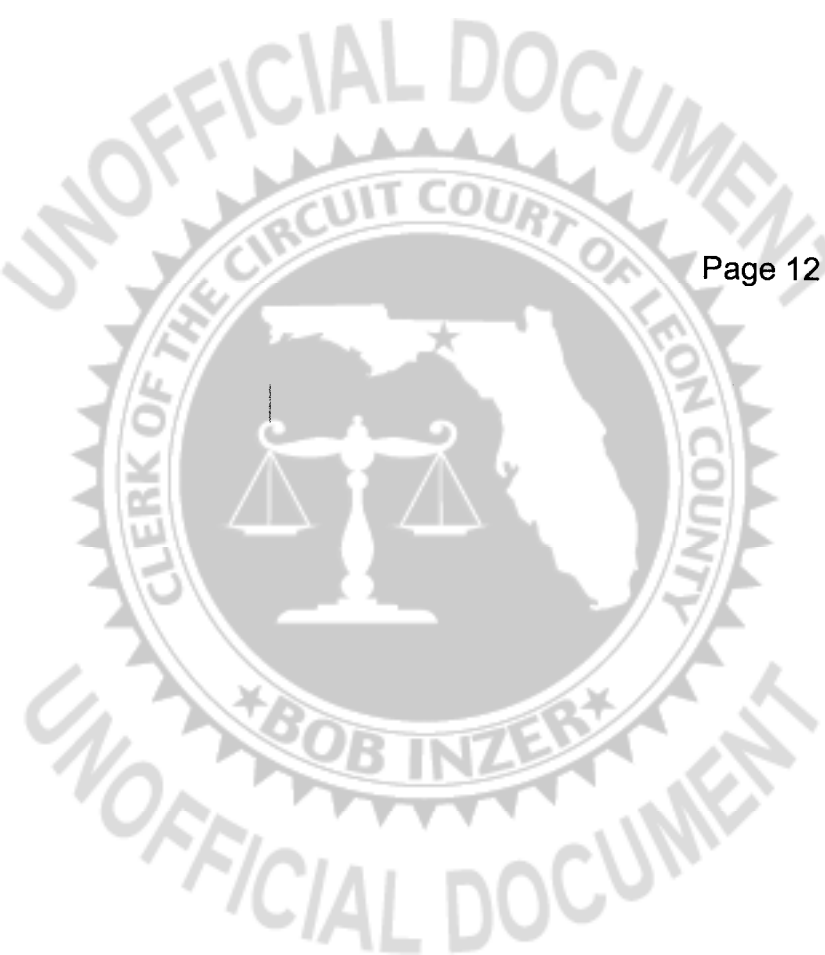 UNOFFICIAL DOCUMENT
CLERK OF THE CIRCUIT COURT OF LEON COUNTY
Page 12
★BOB INZER★
UNOFFICIAL DOCUMENT